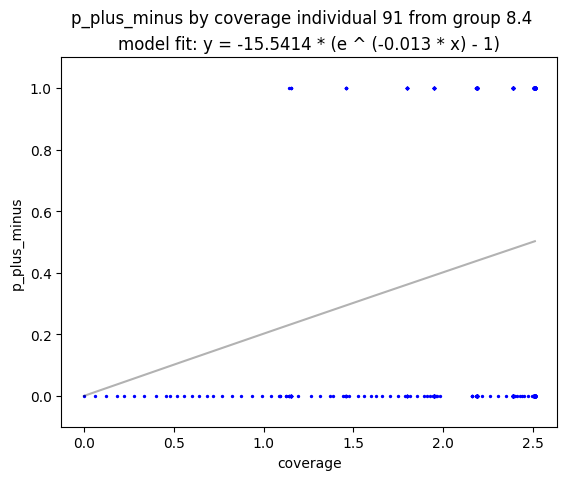 p_plus_minus by coverage individual 91 from group 8.4
model fit: y = -15.5414 * (e ^ (-0.013 * x) - 1)
1.0
0.8
0.6
0.4
0.2
0.0
p_plus_minus
0.0 0.5 1.0 1.5 2.0 2.5
coverage